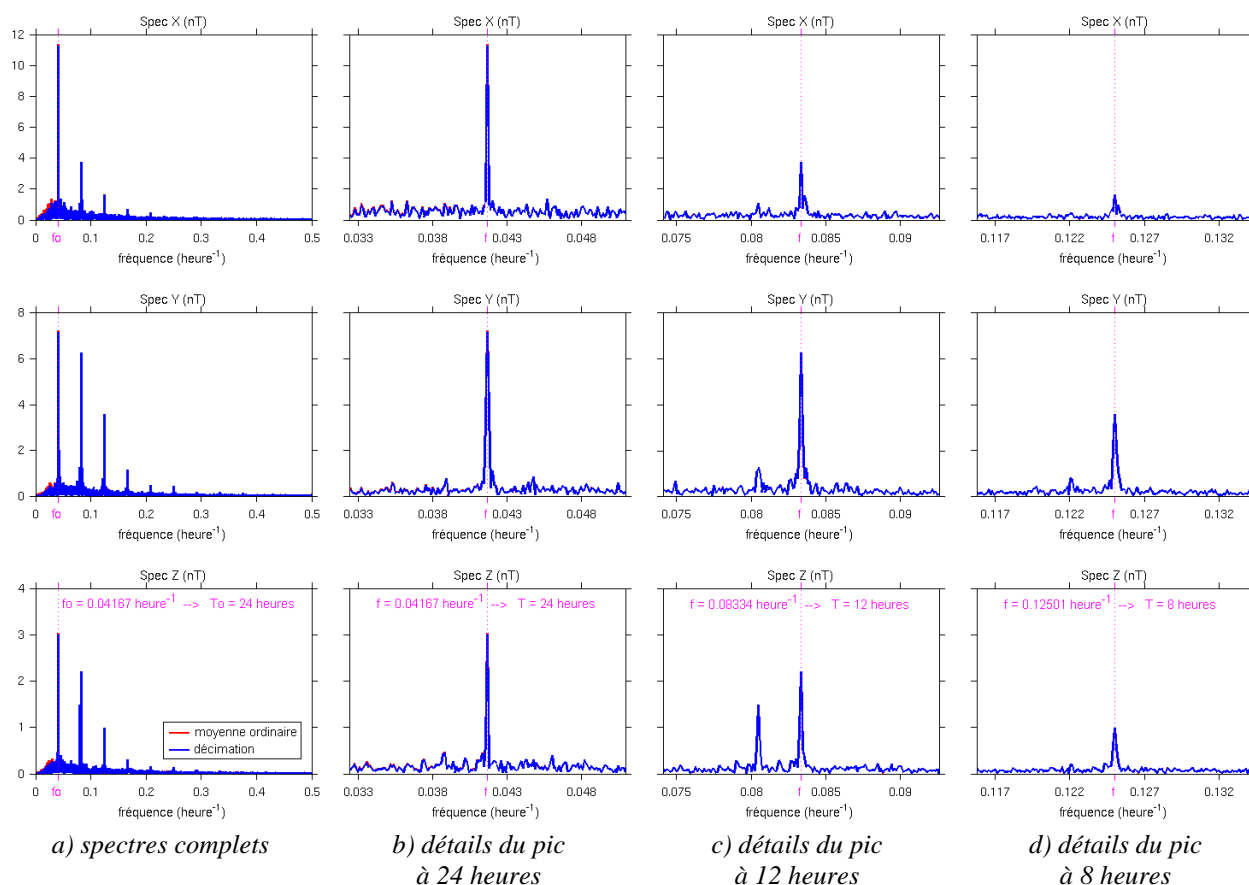 Spec X (nT) Spec X (nT) Spec X (nT) Spec X (nT)
12
10
8
6
4
2
0
0 fo 0.1 0.2 0.3 0.4 0.5 0.033 0.038 f 0.043 0.048 0.075 0.08 f 0.085 0.09 0.117 0.122 f 0.127 0.132
fréquence (heure⁻¹) fréquence (heure⁻¹) fréquence (heure⁻¹) fréquence (heure⁻¹)
Spec Y (nT) Spec Y (nT) Spec Y (nT) Spec Y (nT)
8
6
4
2
0
0 fo 0.1 0.2 0.3 0.4 0.5 0.033 0.038 f 0.043 0.048 0.075 0.08 f 0.085 0.09 0.117 0.122 f 0.127 0.132
fréquence (heure⁻¹) fréquence (heure⁻¹) fréquence (heure⁻¹) fréquence (heure⁻¹)
Spec Z (nT) Spec Z (nT) Spec Z (nT) Spec Z (nT)
4
fo = 0.04167 heure⁻¹ --> To = 24 heures f = 0.04167 heure⁻¹ --> T = 24 heures f = 0.08334 heure⁻¹ --> T = 12 heures f = 0.12501 heure⁻¹ --> T = 8 heures
3
2
1
moyenne ordinaire
décimation
0
0 fo 0.1 0.2 0.3 0.4 0.5 0.033 0.038 f 0.043 0.048 0.075 0.08 f 0.085 0.09 0.117 0.122 f 0.127 0.132
fréquence (heure⁻¹) fréquence (heure⁻¹) fréquence (heure⁻¹) fréquence (heure⁻¹)
a) spectres complets b) détails du pic c) détails du pic d) détails du pic
à 24 heures à 12 heures à 8 heures